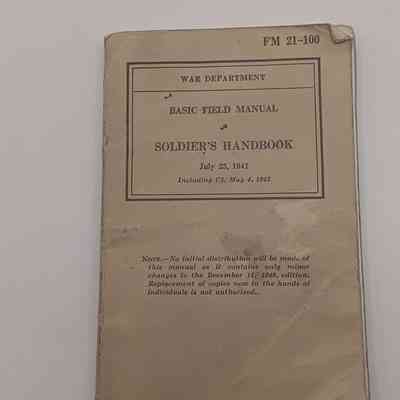 FM 21-100
WAR DEPARTMENT
BASIC FIELD MANUAL
SOLDIER'S HANDBOOK
July 23, 1941
Including C2, May 4, 1942
NOTE.—No initial distribution will be made of
this manual as it contains only minor
changes to the December 11, 1940, edition.
Replacement of copies now in the hands of
individuals is not authorized.